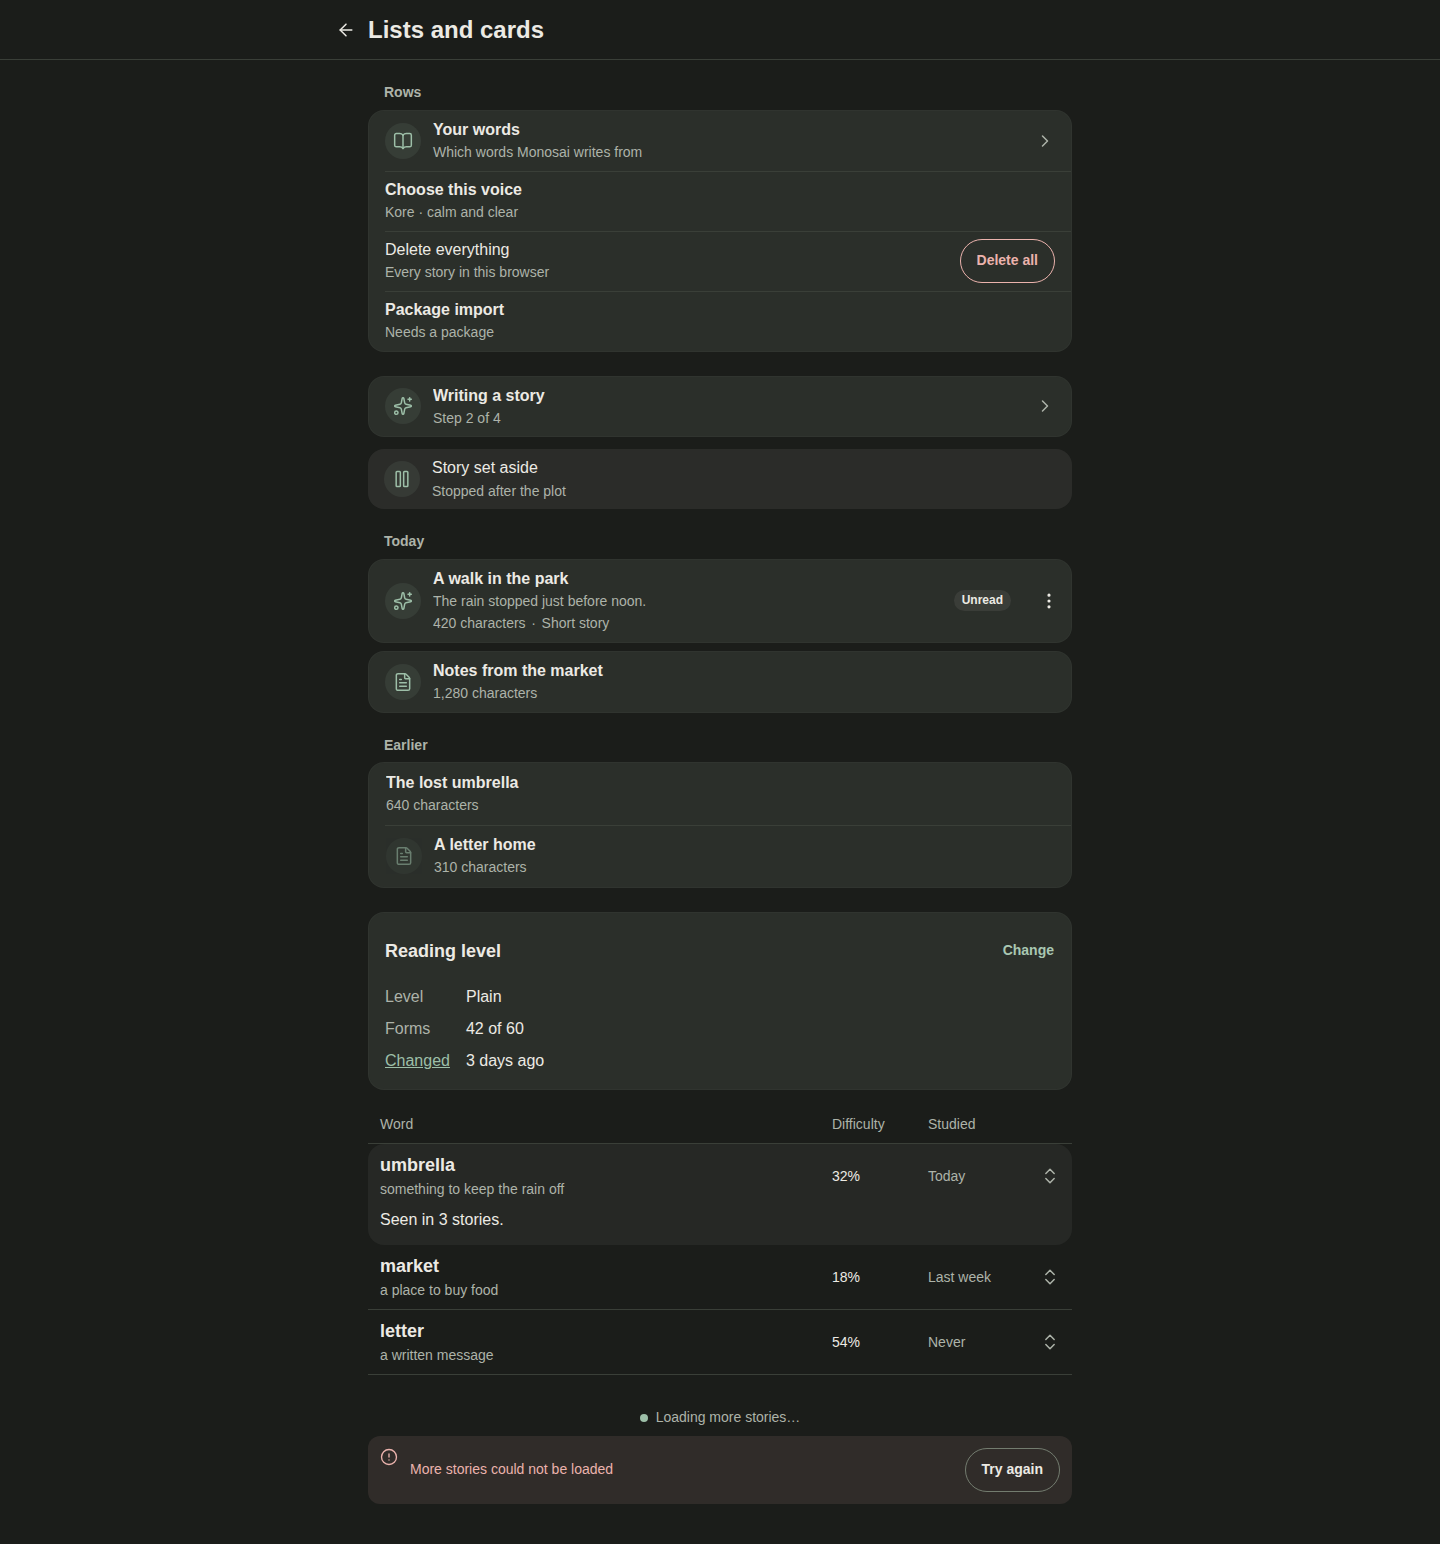 Lists and cards
Rows
Your words
Which words Monosai writes from
Choose this voice
Kore · calm and clear
Delete everything
Every story in this browser
Delete all
Package import
Needs a package
Writing a story
Step 2 of 4
Story set aside
Stopped after the plot
Today
A walk in the park
The rain stopped just before noon.
420 characters · Short story
Unread
Notes from the market
1,280 characters
Earlier
The lost umbrella
640 characters
A letter home
310 characters
Reading level
Change
Level Plain
Forms 42 of 60
Changed 3 days ago
Word Difficulty Studied
umbrella
something to keep the rain off
32% Today
Seen in 3 stories.
market
a place to buy food
18% Last week
letter
a written message
54% Never
Loading more stories…
More stories could not be loaded
Try again